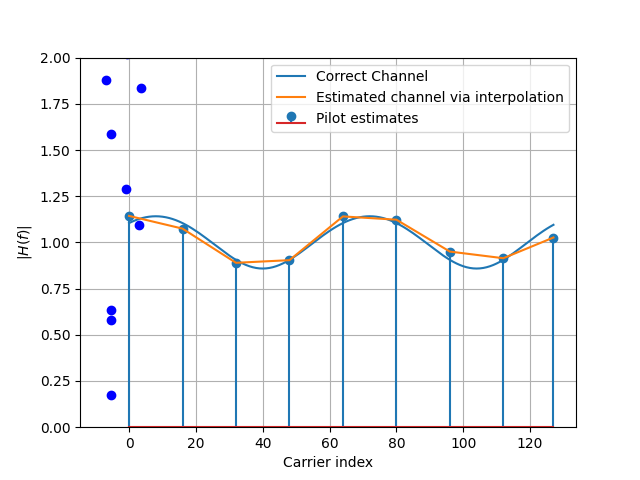 2.00
1.75
1.50
1.25
1.00
0.75
0.50
0.25
0.00
|H(f)|
Correct Channel
Estimated channel via interpolation
Pilot estimates
0 20 40 60 80 100 120
Carrier index